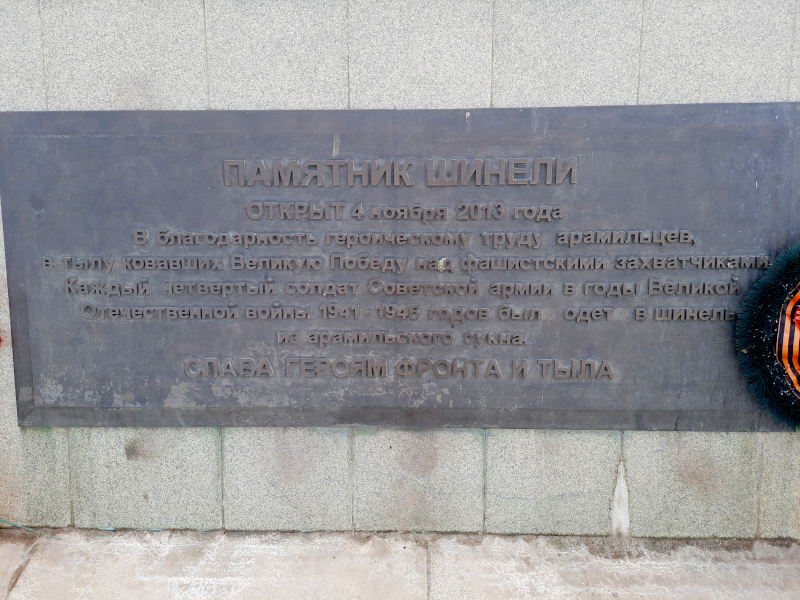 ПАМЯТНИК ШИНЕЛИ
ОТКРЫТ 4 ноября 2013 года
В благодарность героическому труду арамильцев,
в тылу ковавших Великую Победу над фашистскими захватчиками.
Каждый четвертый солдат Советской армии в годы Великой
Отечественной войны 1941 - 1945 годов был одет в шинель
из арамильского сукна.
СЛАВА ГЕРОЯМ ФРОНТА И ТЫЛА